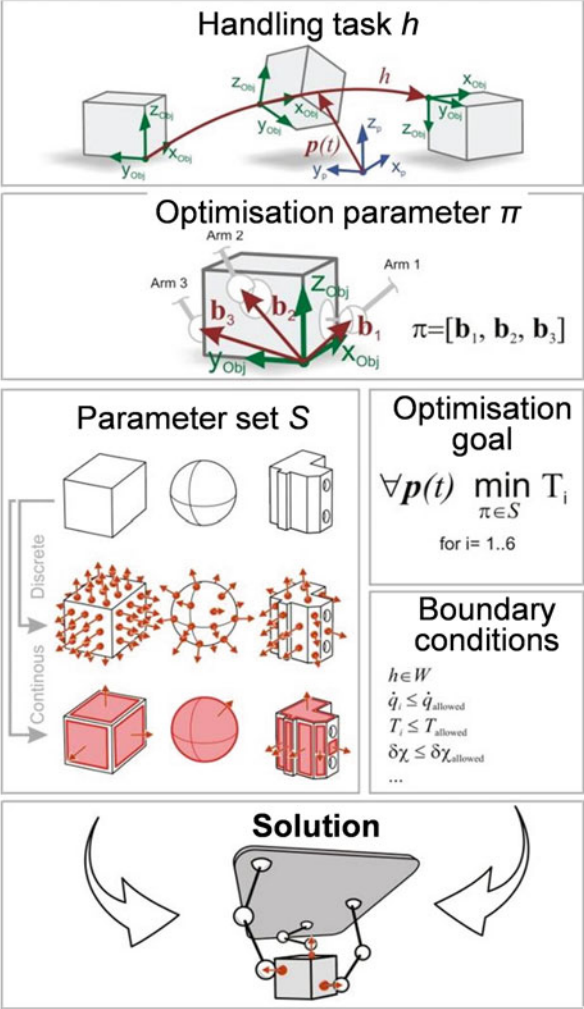 Handling task h
z_Obj
y_Obj
x_Obj
z_Obj
x_Obj
y_Obj
h
p(t)
z_p
y_p
x_p
x_Obj
y_Obj
z_Obj
Optimisation parameter π
Arm 2
Arm 3
Arm 1
z_Obj
b_3
b_2
b_1
y_Obj
x_Obj
π=[b_1, b_2, b_3]
Parameter set S
Discrete
Continous
Optimisation
goal
∀p(t) min T_i
π∈S
for i= 1..6
Boundary
conditions
h∈W
q̇_i ≤ q̇_allowed
T_i ≤ T_allowed
δχ ≤ δχ_allowed
...
Solution